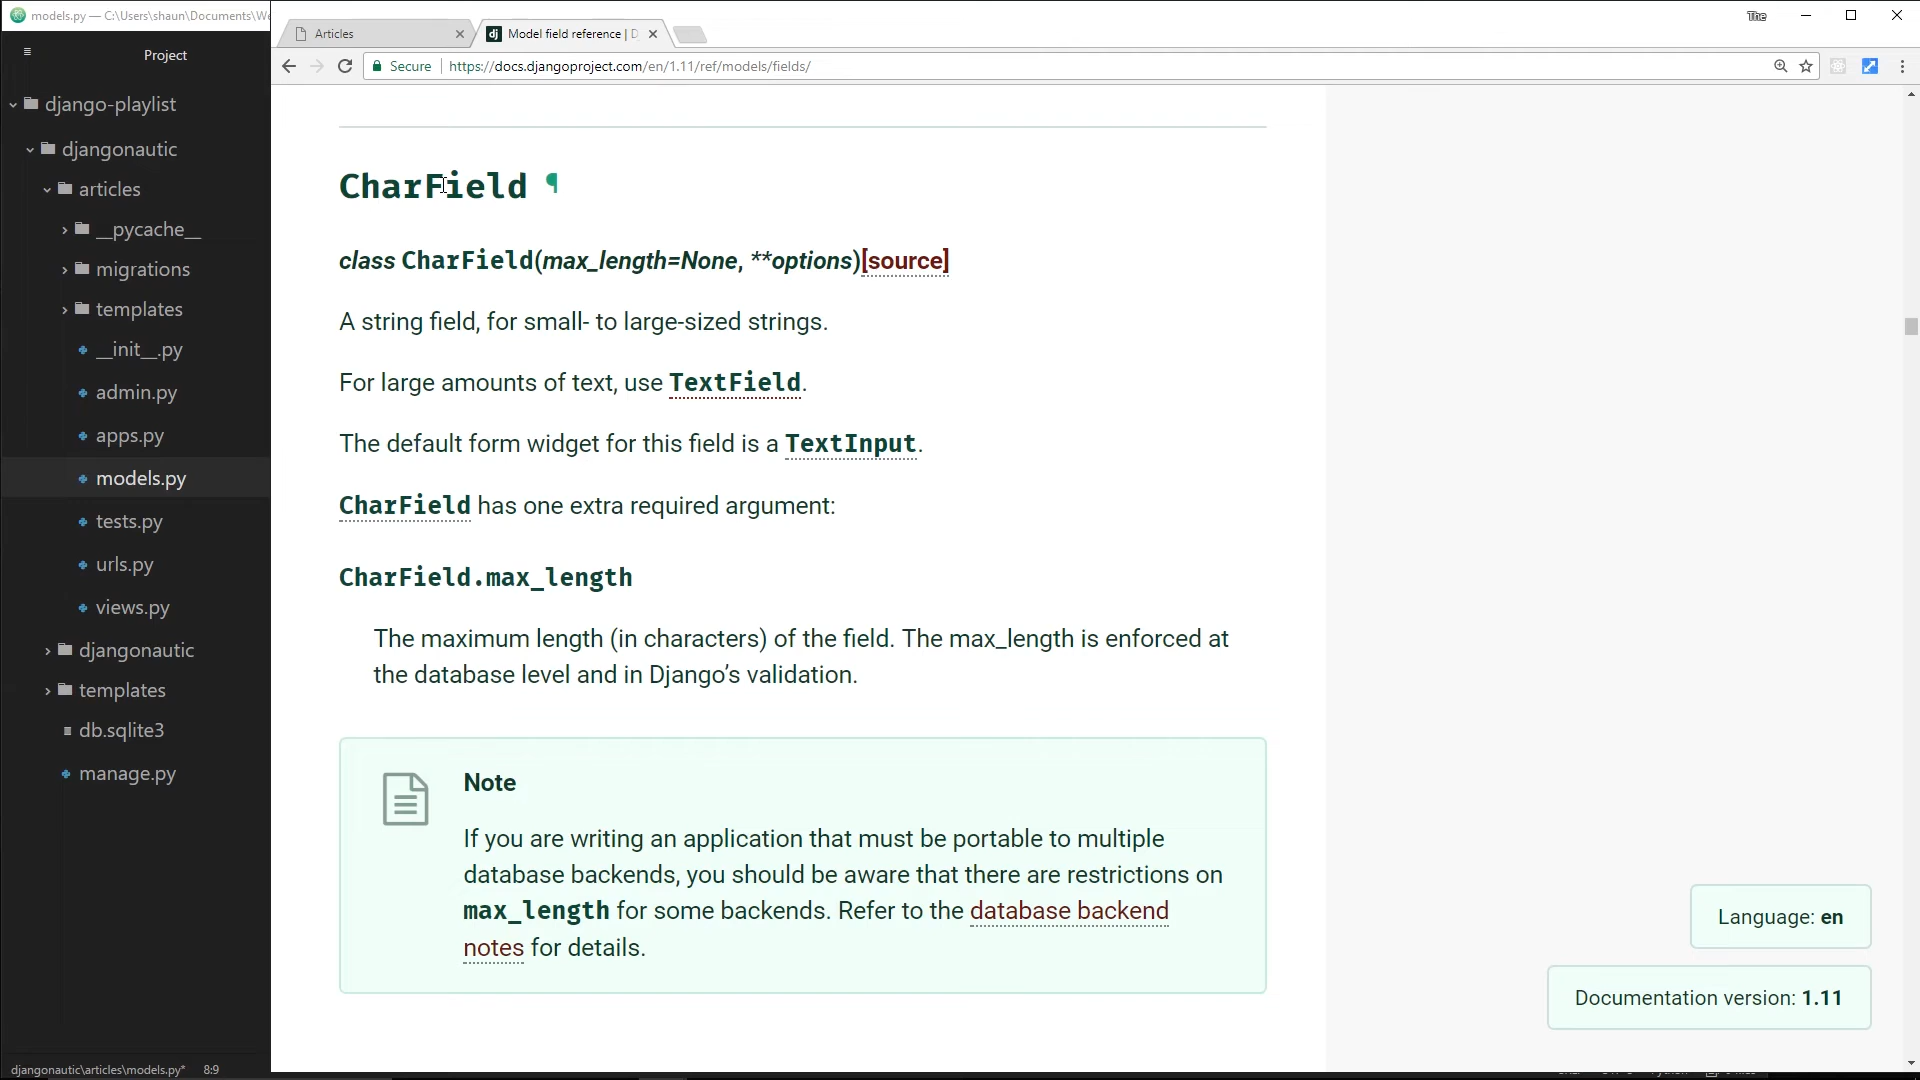 models.py — C:\Users\shaun\Documents\We
Project
django-playlist
djangonautic
articles
__pycache__
migrations
templates
__init__.py
admin.py
apps.py
models.py
tests.py
urls.py
views.py
djangonautic
templates
db.sqlite3
manage.py
djangonautic\articles\models.py* 8:9
Articles
Model field reference | D
The
Secure https://docs.djangoproject.com/en/1.11/ref/models/fields/
CharField ¶
class CharField(max_length=None, **options)[source]
A string field, for small- to large-sized strings.
For large amounts of text, use TextField.
The default form widget for this field is a TextInput.
CharField has one extra required argument:
CharField.max_length
The maximum length (in characters) of the field. The max_length is enforced at
the database level and in Django’s validation.
Note
If you are writing an application that must be portable to multiple
database backends, you should be aware that there are restrictions on
max_length for some backends. Refer to the database backend
notes for details.
Language: en
Documentation version: 1.11